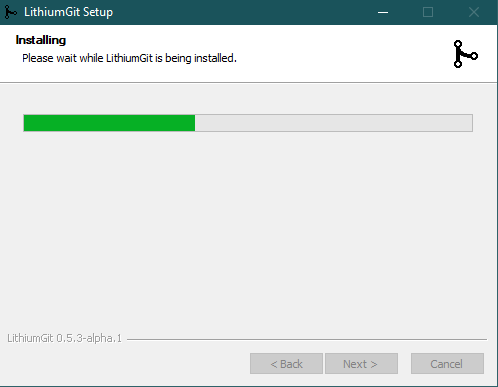 LithiumGit Setup
Installing
Please wait while LithiumGit is being installed.
LithiumGit 0.5.3-alpha.1
< Back
Next >
Cancel